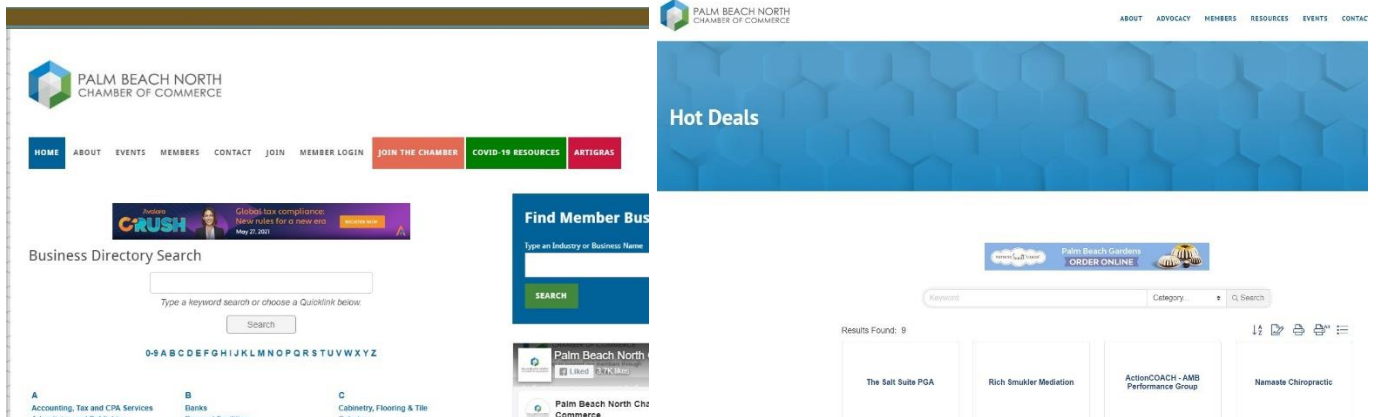 PALM BEACH NORTH
CHAMBER OF COMMERCE
HOME ABOUT EVENTS MEMBERS CONTACT JOIN MEMBER LOGIN JOIN THE CHAMBER COVID-19 RESOURCES ARTIGRAS
Avalara
CRUSH
Global tax compliance:
New rules for a new era
May 27, 2021
REGISTER NOW
Business Directory Search
Type a keyword search or choose a Quicklink below.
Search
0-9 A B C D E F G H I J K L M N O P Q R S T U V W X Y Z
A
Accounting, Tax and CPA Services
B
Banks
C
Cabinetry, Flooring & Tile
Find Member Bus
Type an Industry or Business Name
SEARCH
Palm Beach North
Liked 3.7K likes
Palm Beach North Cha
Commerce
PALM BEACH NORTH
CHAMBER OF COMMERCE
ABOUT ADVOCACY MEMBERS RESOURCES EVENTS CONTAC
Hot Deals
Palm Beach Gardens
ORDER ONLINE
Keyword
Category...
Search
Results Found: 9
The Salt Suite PGA
Rich Smukler Mediation
ActionCOACH - AMB
Performance Group
Namaste Chiropractic